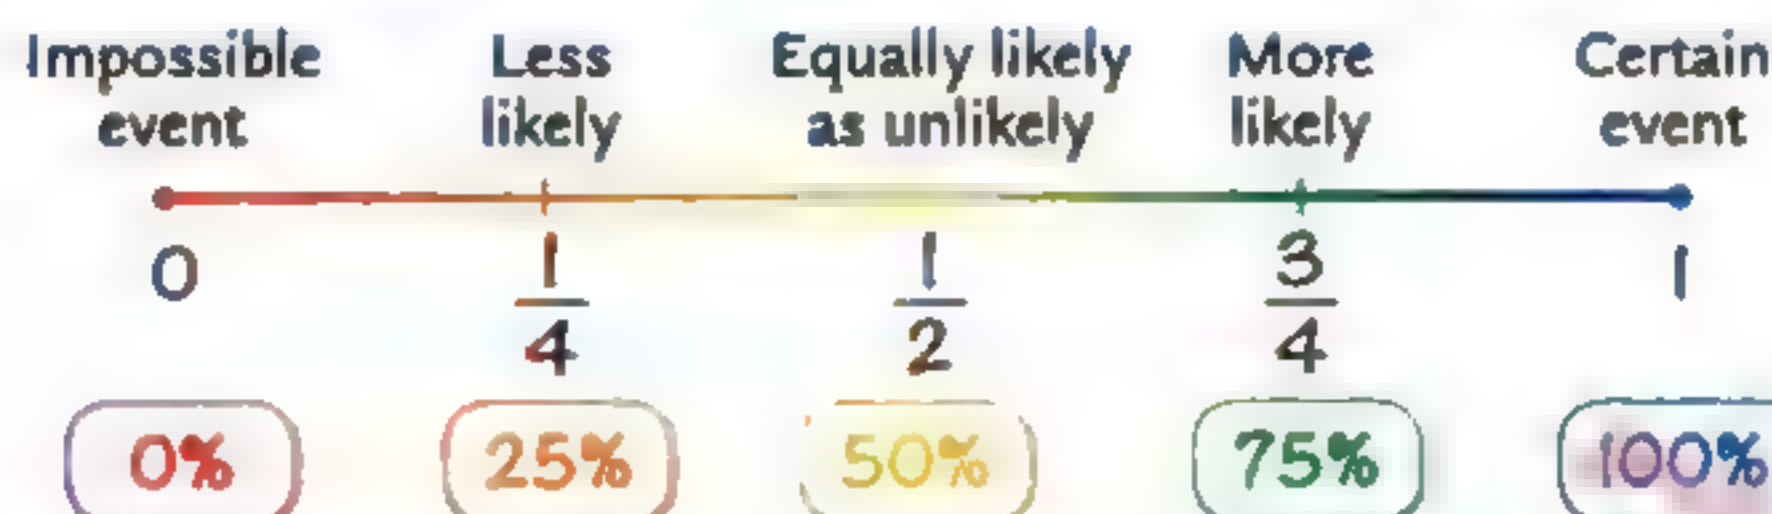 Impossible event
Less likely
Equally likely as unlikely
More likely
Certain event
0
1/4
1/2
3/4
1
0%
25%
50%
75%
100%